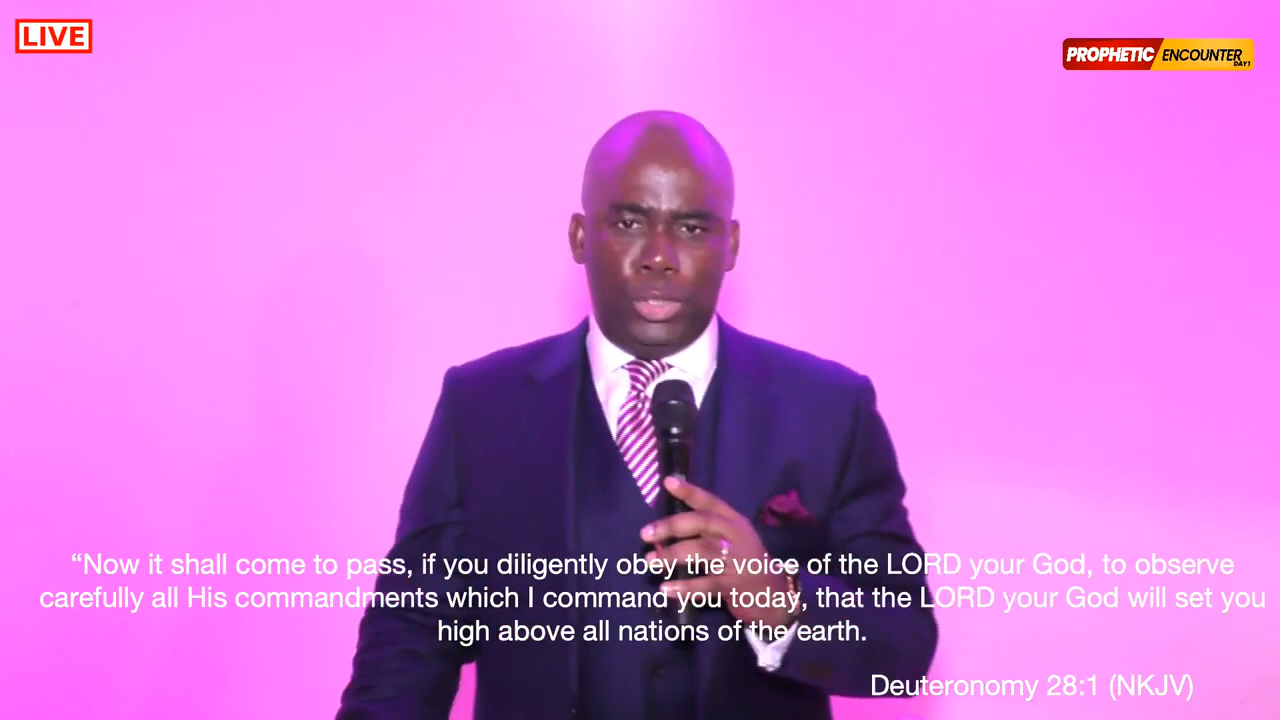 LIVE
PROPHETIC ENCOUNTER
DAY1
“Now it shall come to pass, if you diligently obey the voice of the LORD your God, to observe
carefully all His commandments which I command you today, that the LORD your God will set you
high above all nations of the earth.
Deuteronomy 28:1 (NKJV)